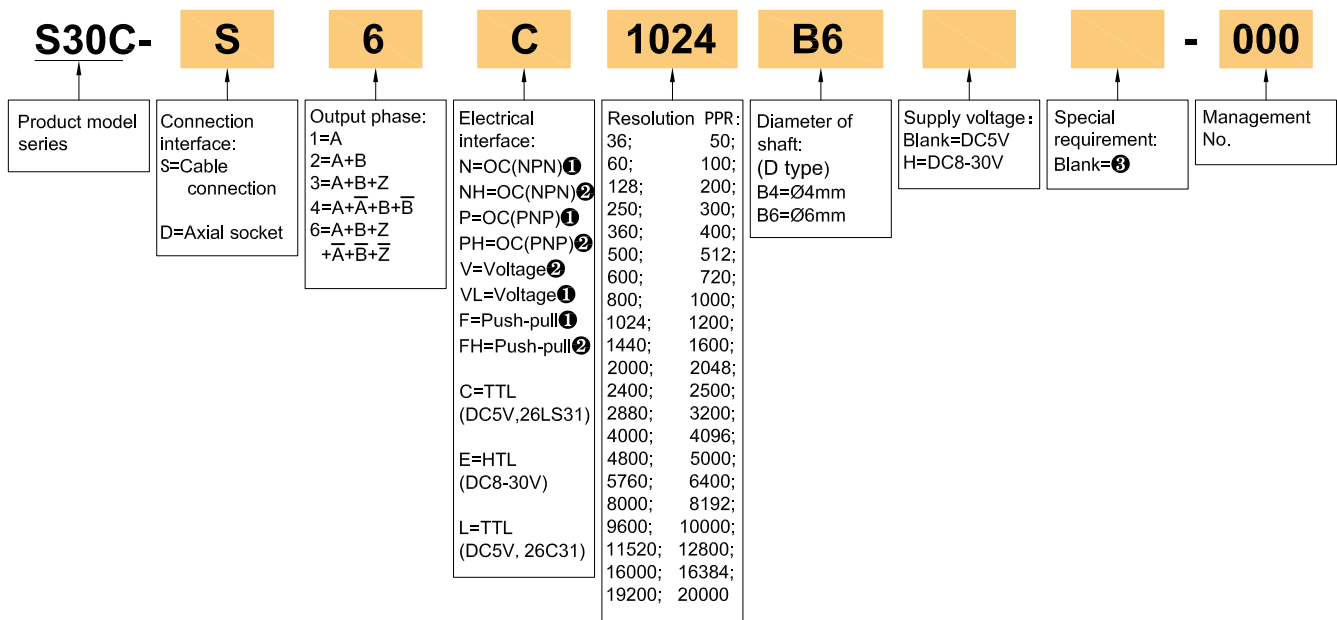 S30C- S 6 C 1024 B6 - 000
Product model
series
Connection
interface:
S=Cable
connection
D=Axial socket
Output phase:
1=A
2=A+B
3=A+B+Z
4=A+A̅+B+B̅
6=A+B+Z
+A̅+B̅+Z̅
Electrical
interface:
N=OC(NPN)❶
NH=OC(NPN)❷
P=OC(PNP)❶
PH=OC(PNP)❷
V=Voltage❷
VL=Voltage❶
F=Push-pull❶
FH=Push-pull❷
C=TTL
(DC5V,26LS31)
E=HTL
(DC8-30V)
L=TTL
(DC5V, 26C31)
Resolution PPR:
36; 50;
60; 100;
128; 200;
250; 300;
360; 400;
500; 512;
600; 720;
800; 1000;
1024; 1200;
1440; 1600;
2000; 2048;
2400; 2500;
2880; 3200;
4000; 4096;
4800; 5000;
5760; 6400;
8000; 8192;
9600; 10000;
11520; 12800;
16000; 16384;
19200; 20000
Diameter of
shaft:
(D type)
B4=Ø4mm
B6=Ø6mm
Supply voltage:
Blank=DC5V
H=DC8-30V
Special
requirement:
Blank=❸
Management
No.